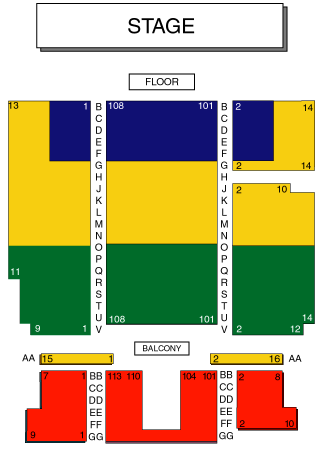 STAGE
FLOOR
13 1 B 108 101 B 2 14
C C
D D
E E
F F
G G 2 14
H H
J J 2 10
K K
L L
M M
N N
O O
P P
11 Q Q
R R
S S
T T
U 108 101 U 14
9 1 V V 2 12
BALCONY
AA 15 1 2 16 AA
7 1 BB 113 110 104 101 BB 2 8
CC CC
DD DD
EE EE
FF FF 2 10
9 1 GG GG